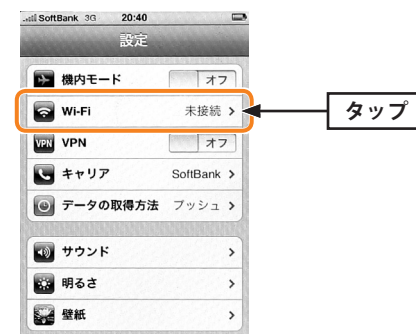 SoftBank 3G 20:40
設定
機内モード オフ
Wi-Fi 未接続
タップ
VPN VPN オフ
キャリア SoftBank
データの取得方法 プッシュ
サウンド
明るさ
壁紙